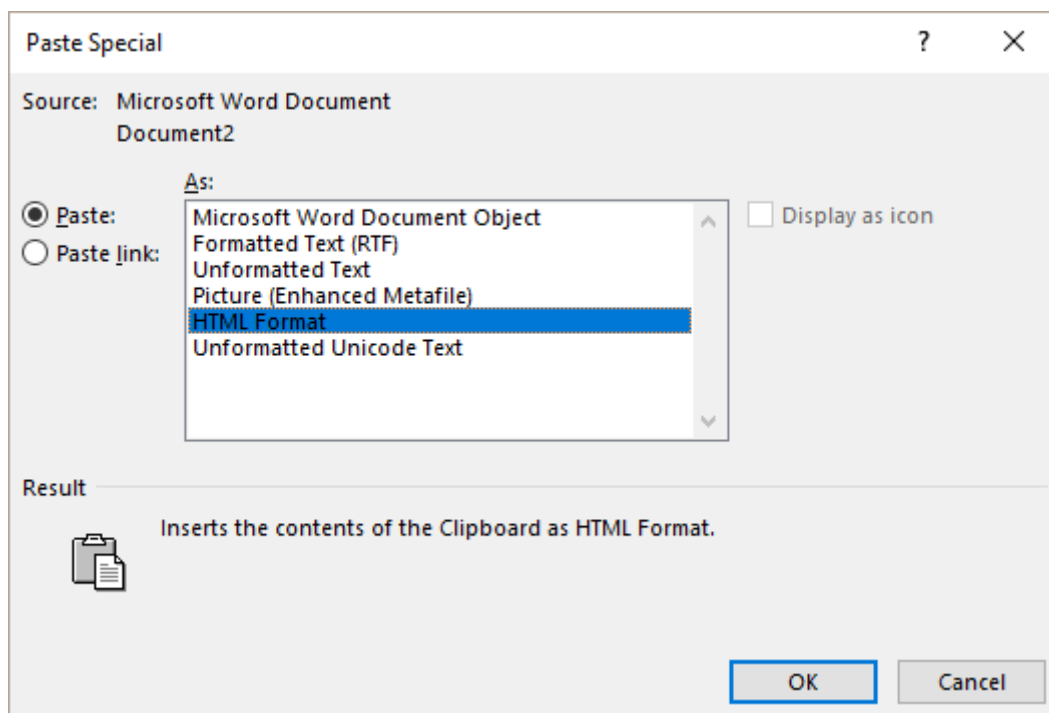 Paste Special
?
Source: Microsoft Word Document
Document2
As:
Paste:
Paste link:
Microsoft Word Document Object
Formatted Text (RTF)
Unformatted Text
Picture (Enhanced Metafile)
HTML Format
Unformatted Unicode Text
Display as icon
Result
Inserts the contents of the Clipboard as HTML Format.
OK Cancel